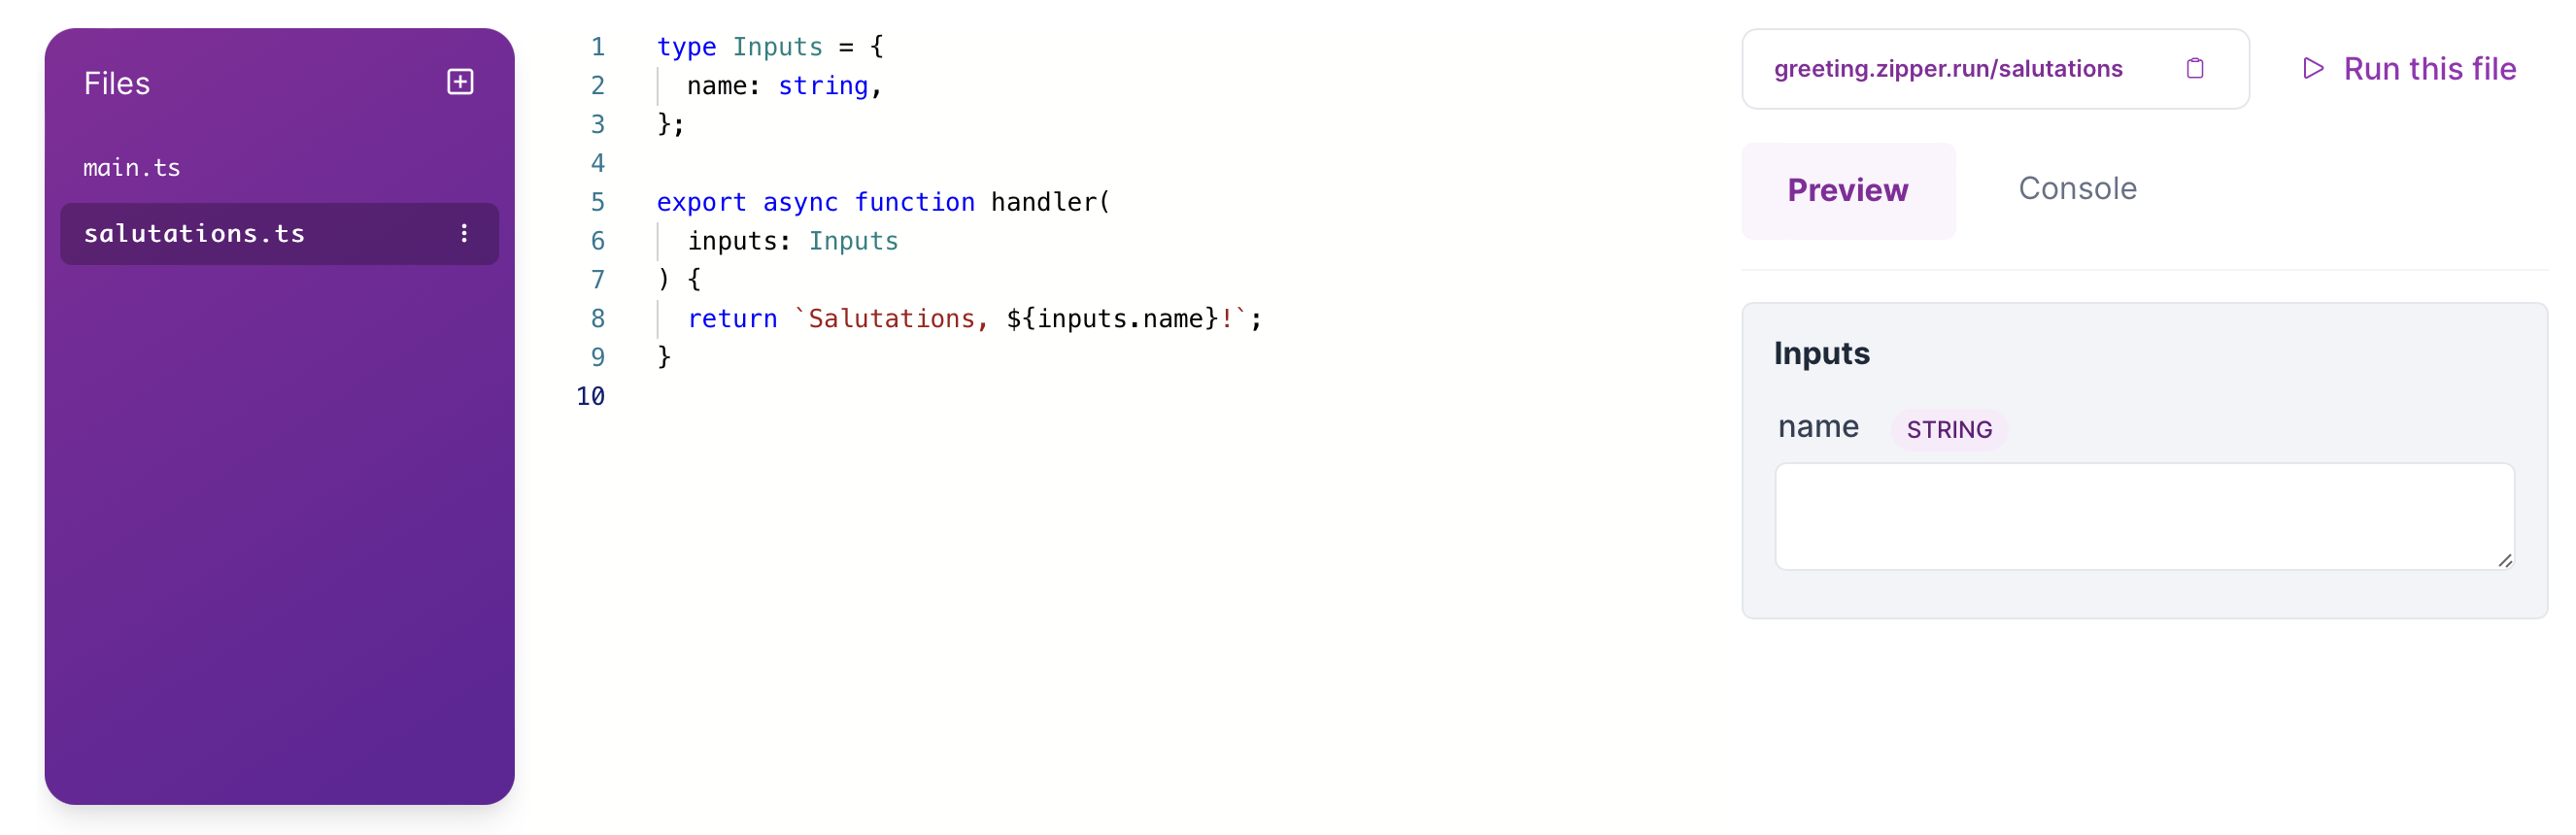 Files
main.ts
salutations.ts
1 type Inputs = {
2   name: string,
3 };
4
5 export async function handler(
6   inputs: Inputs
7 ) {
8   return `Salutations, ${inputs.name}!`;
9 }
10
greeting.zipper.run/salutations
Run this file
Preview Console
Inputs
name STRING